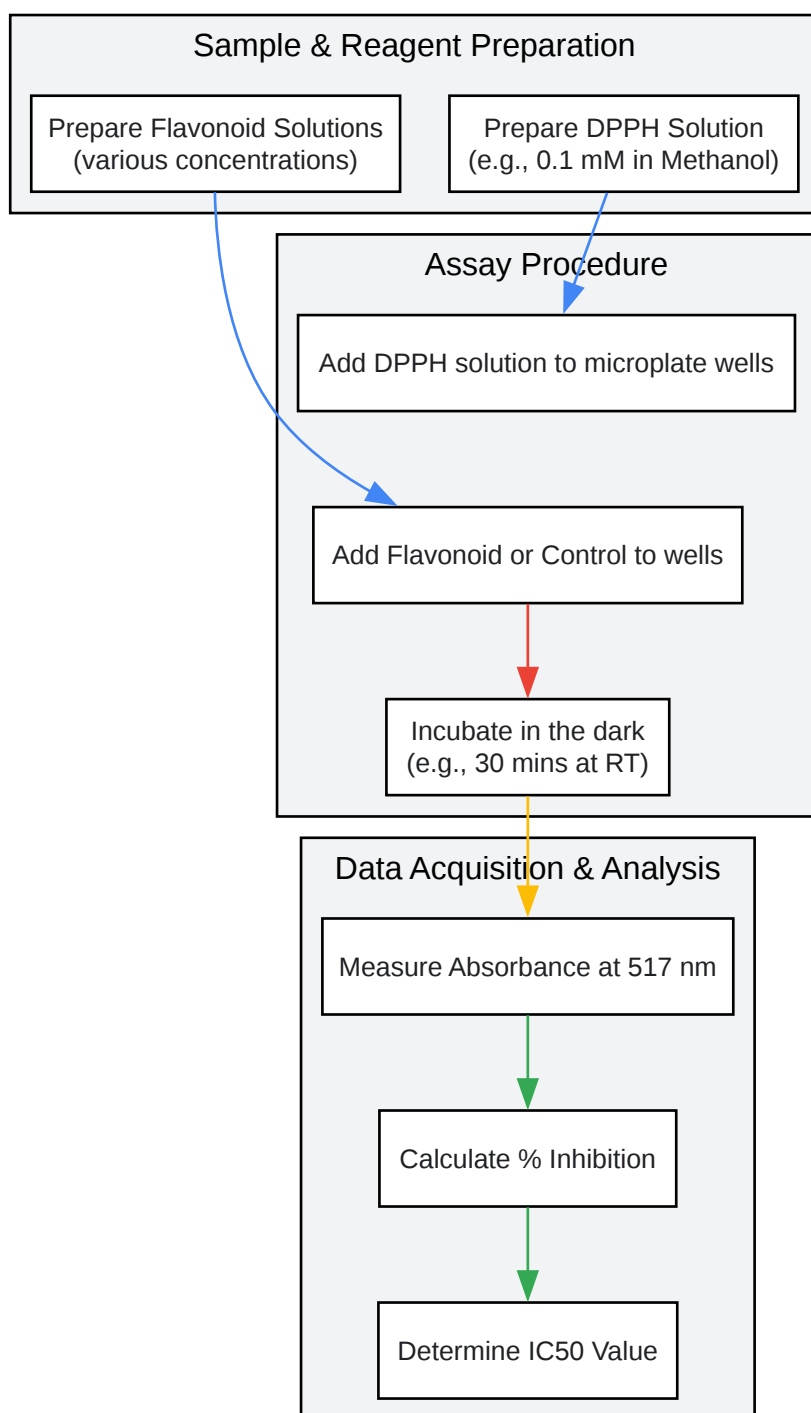 Sample & Reagent Preparation
Prepare Flavonoid Solutions
(various concentrations)
Prepare DPPH Solution
(e.g., 0.1 mM in Methanol)
Assay Procedure
Add DPPH solution to microplate wells
Add Flavonoid or Control to wells
Incubate in the dark
(e.g., 30 mins at RT)
Data Acquisition & Analysis
Measure Absorbance at 517 nm
Calculate % Inhibition
Determine IC50 Value